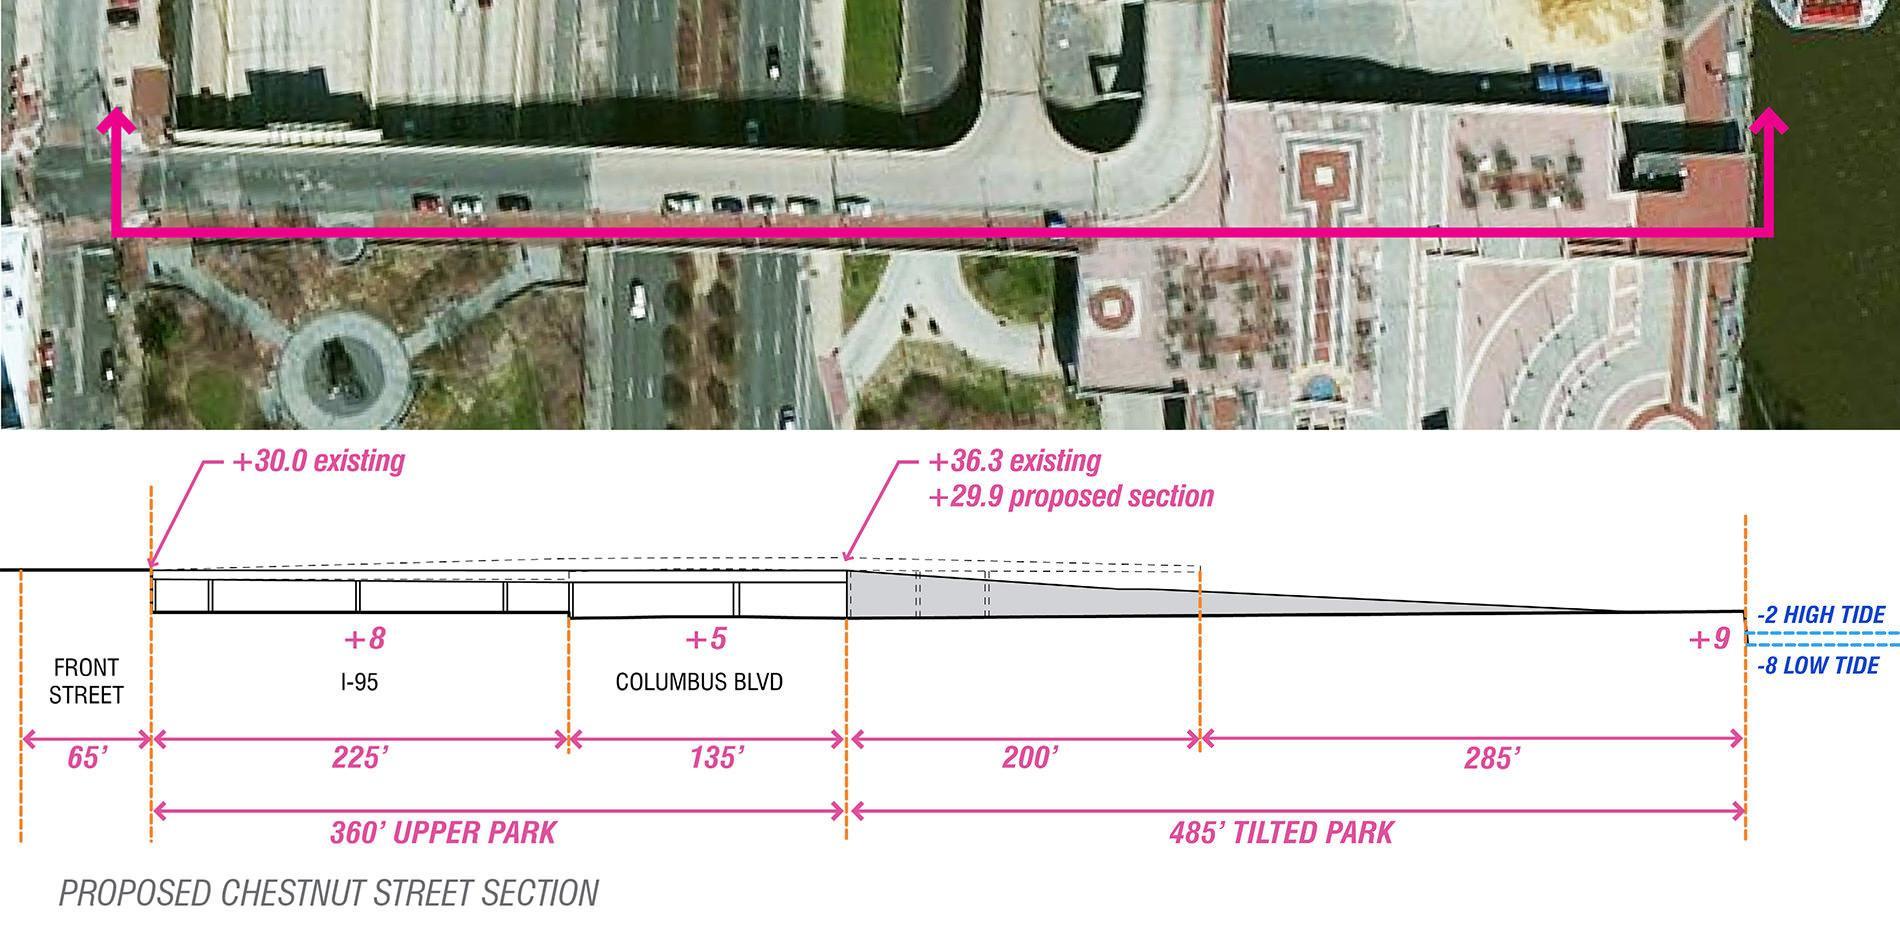 +30.0 existing
+36.3 existing
+29.9 proposed section
-2 HIGH TIDE
+8
+5
+9
-8 LOW TIDE
FRONT
STREET
I-95
COLUMBUS BLVD
65’
225’
135’
200’
285’
360’ UPPER PARK
485’ TILTED PARK
PROPOSED CHESTNUT STREET SECTION